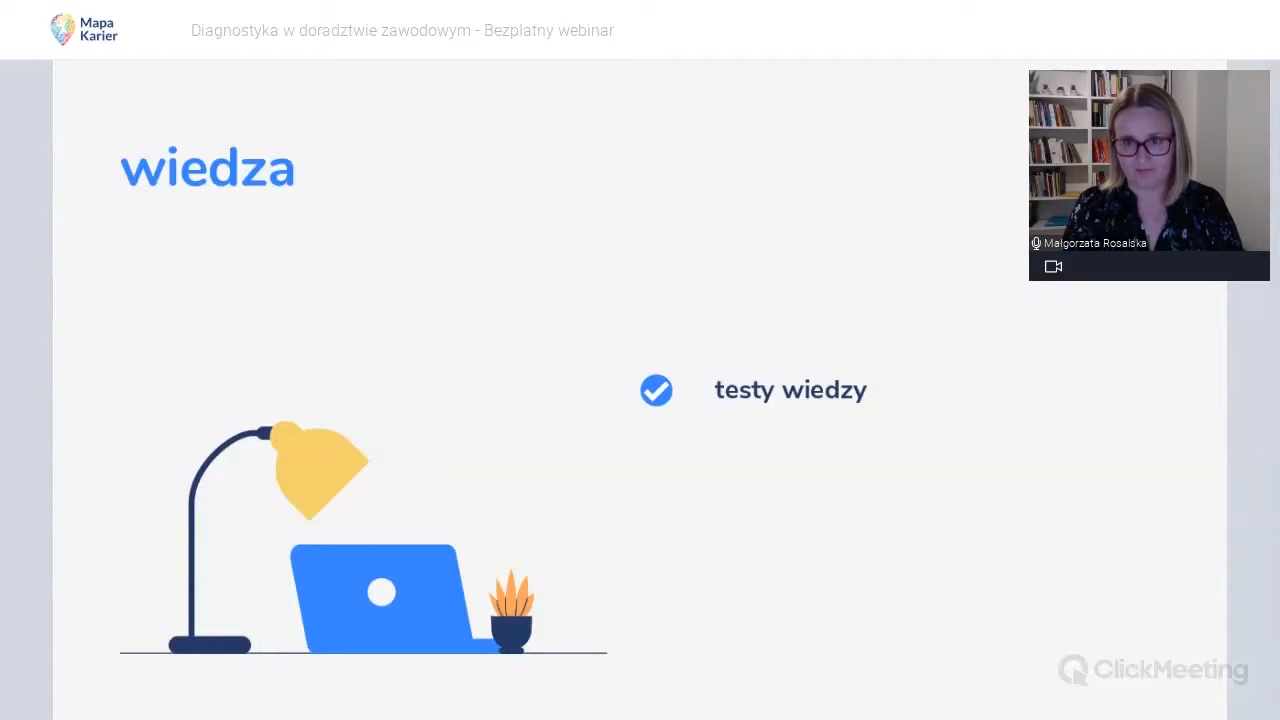 Mapa
Karier
Diagnostyka w doradztwie zawodowym - Bezpłatny webinar
wiedza
Małgorzata Rosalska
testy wiedzy
ClickMeeting